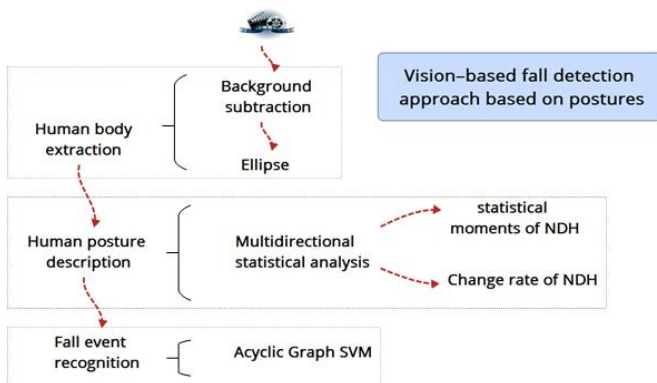 Vision–based fall detection
approach based on postures
Background
subtraction
Human body
extraction
Ellipse
statistical
moments of NDH
Human posture
description
Multidirectional
statistical analysis
Change rate of NDH
Fall event
recognition
Acyclic Graph SVM